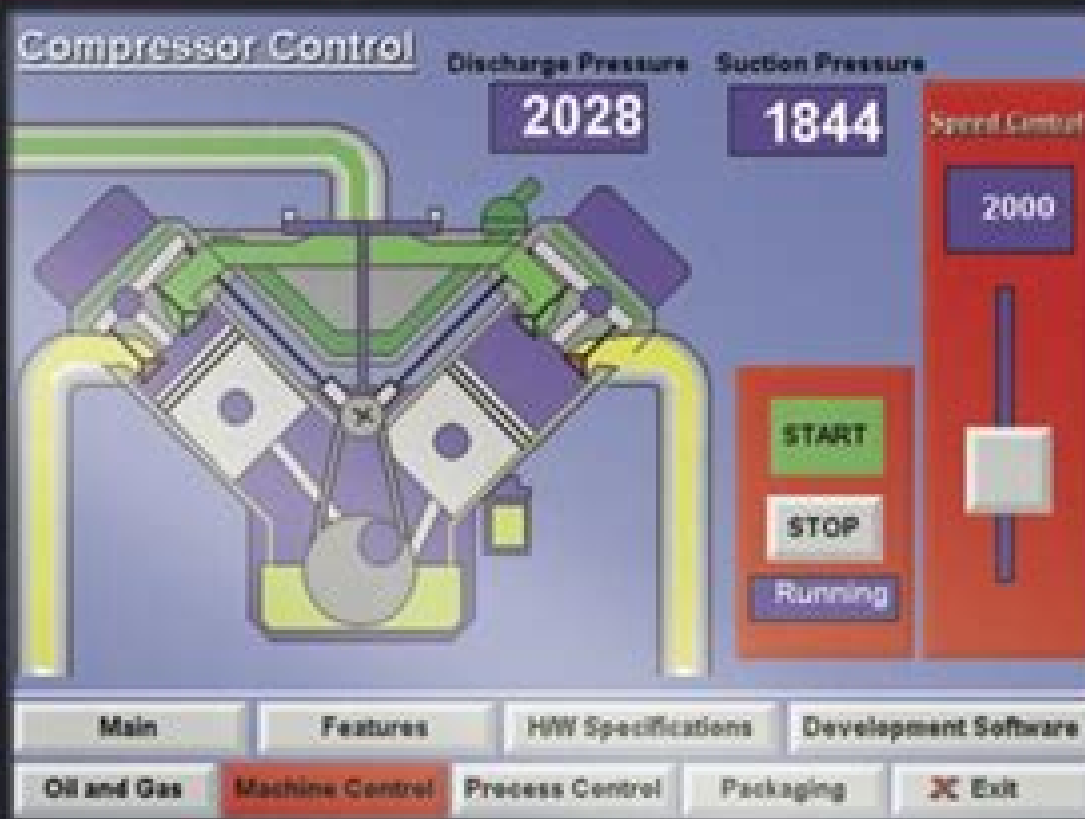 Compressor Control
Discharge Pressure
Suction Pressure
2028
1844
Speed Control
2000
START
STOP
Running
Main
Features
H/W Specifications
Development Software
Oil and Gas
Machine Control
Process Control
Packaging
Exit